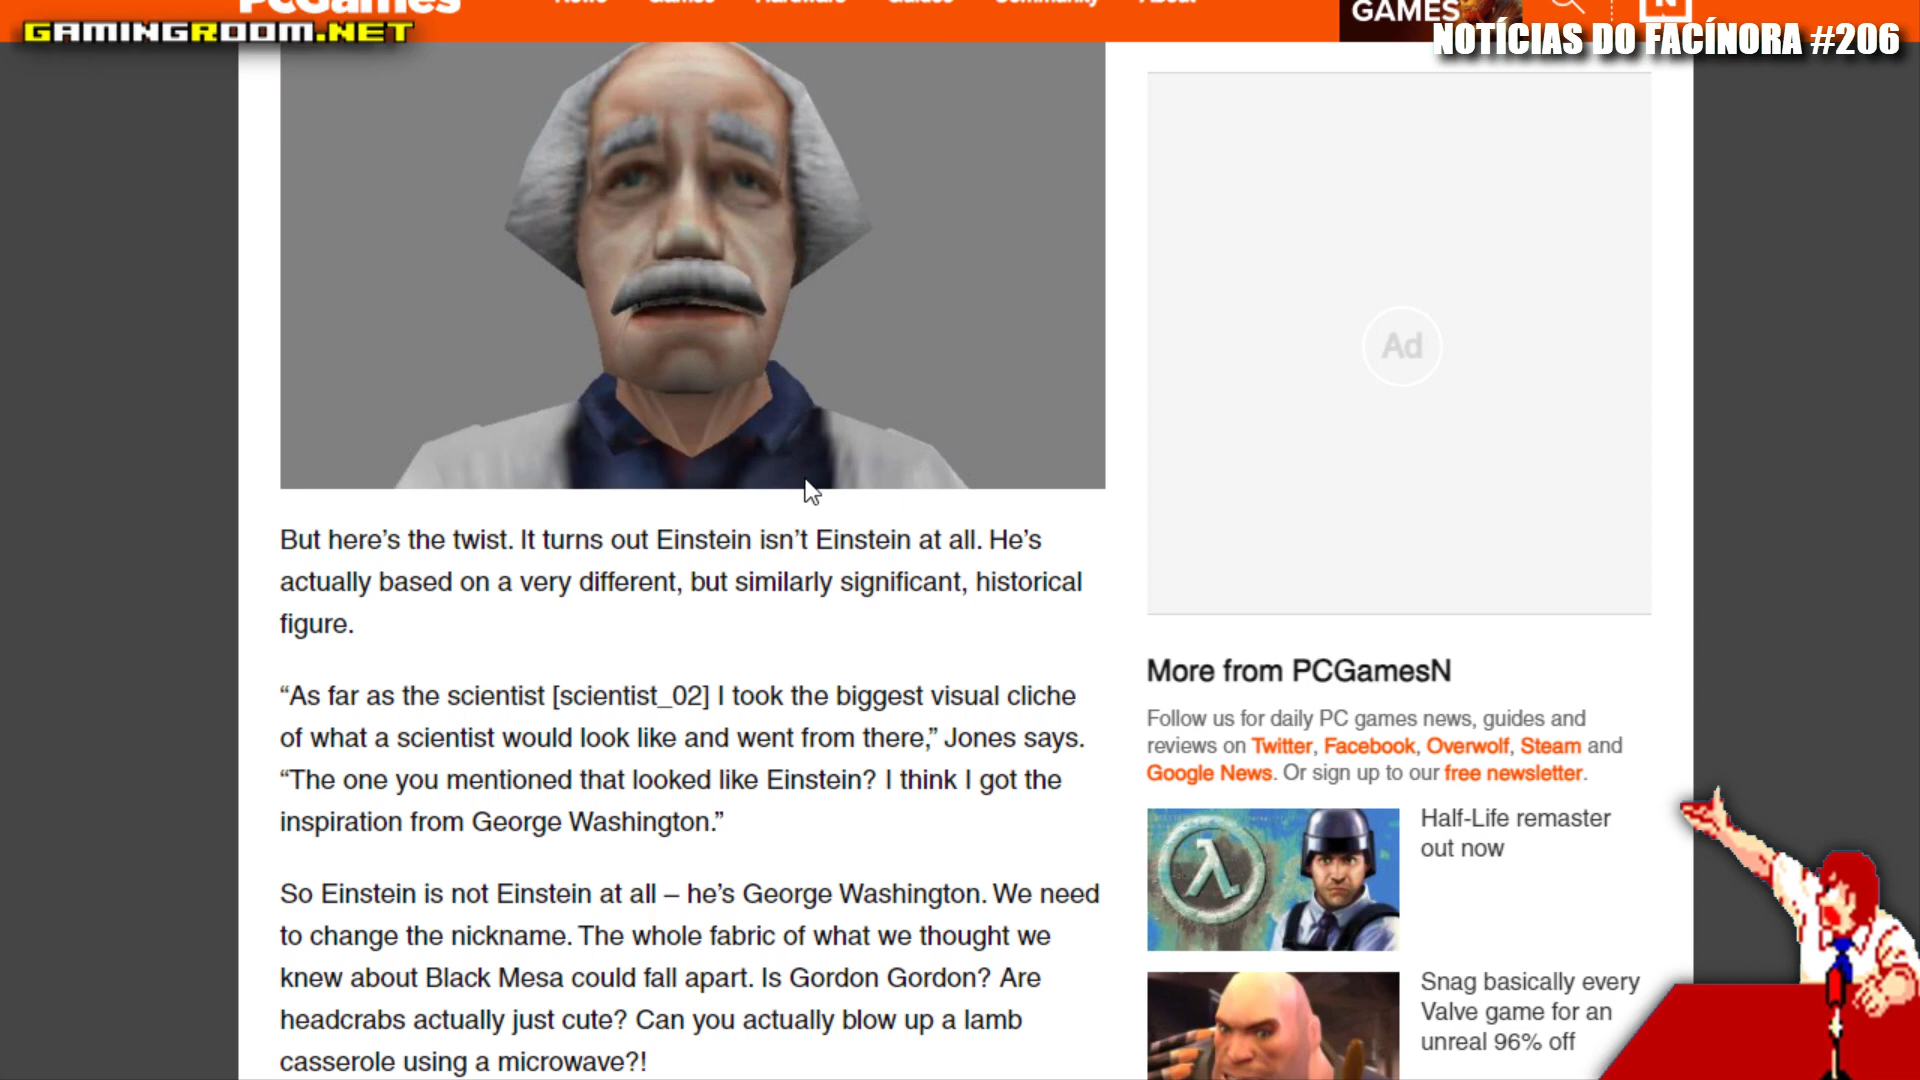 PCGames
News Games Hardware Guides Community About
GAMES
N
GAMINGROOM.NET
NOTÍCIAS DO FACÍNORA #206
Ad
But here’s the twist. It turns out Einstein isn’t Einstein at all. He’s
actually based on a very different, but similarly significant, historical
figure.
“As far as the scientist [scientist_02] I took the biggest visual cliche
of what a scientist would look like and went from there,” Jones says.
“The one you mentioned that looked like Einstein? I think I got the
inspiration from George Washington.”
So Einstein is not Einstein at all – he’s George Washington. We need
to change the nickname. The whole fabric of what we thought we
knew about Black Mesa could fall apart. Is Gordon Gordon? Are
headcrabs actually just cute? Can you actually blow up a lamb
casserole using a microwave?!
More from PCGamesN
Follow us for daily PC games news, guides and
reviews on Twitter, Facebook, Overwolf, Steam and
Google News. Or sign up to our free newsletter.
Half-Life remaster
out now
Snag basically every
Valve game for an
unreal 96% off